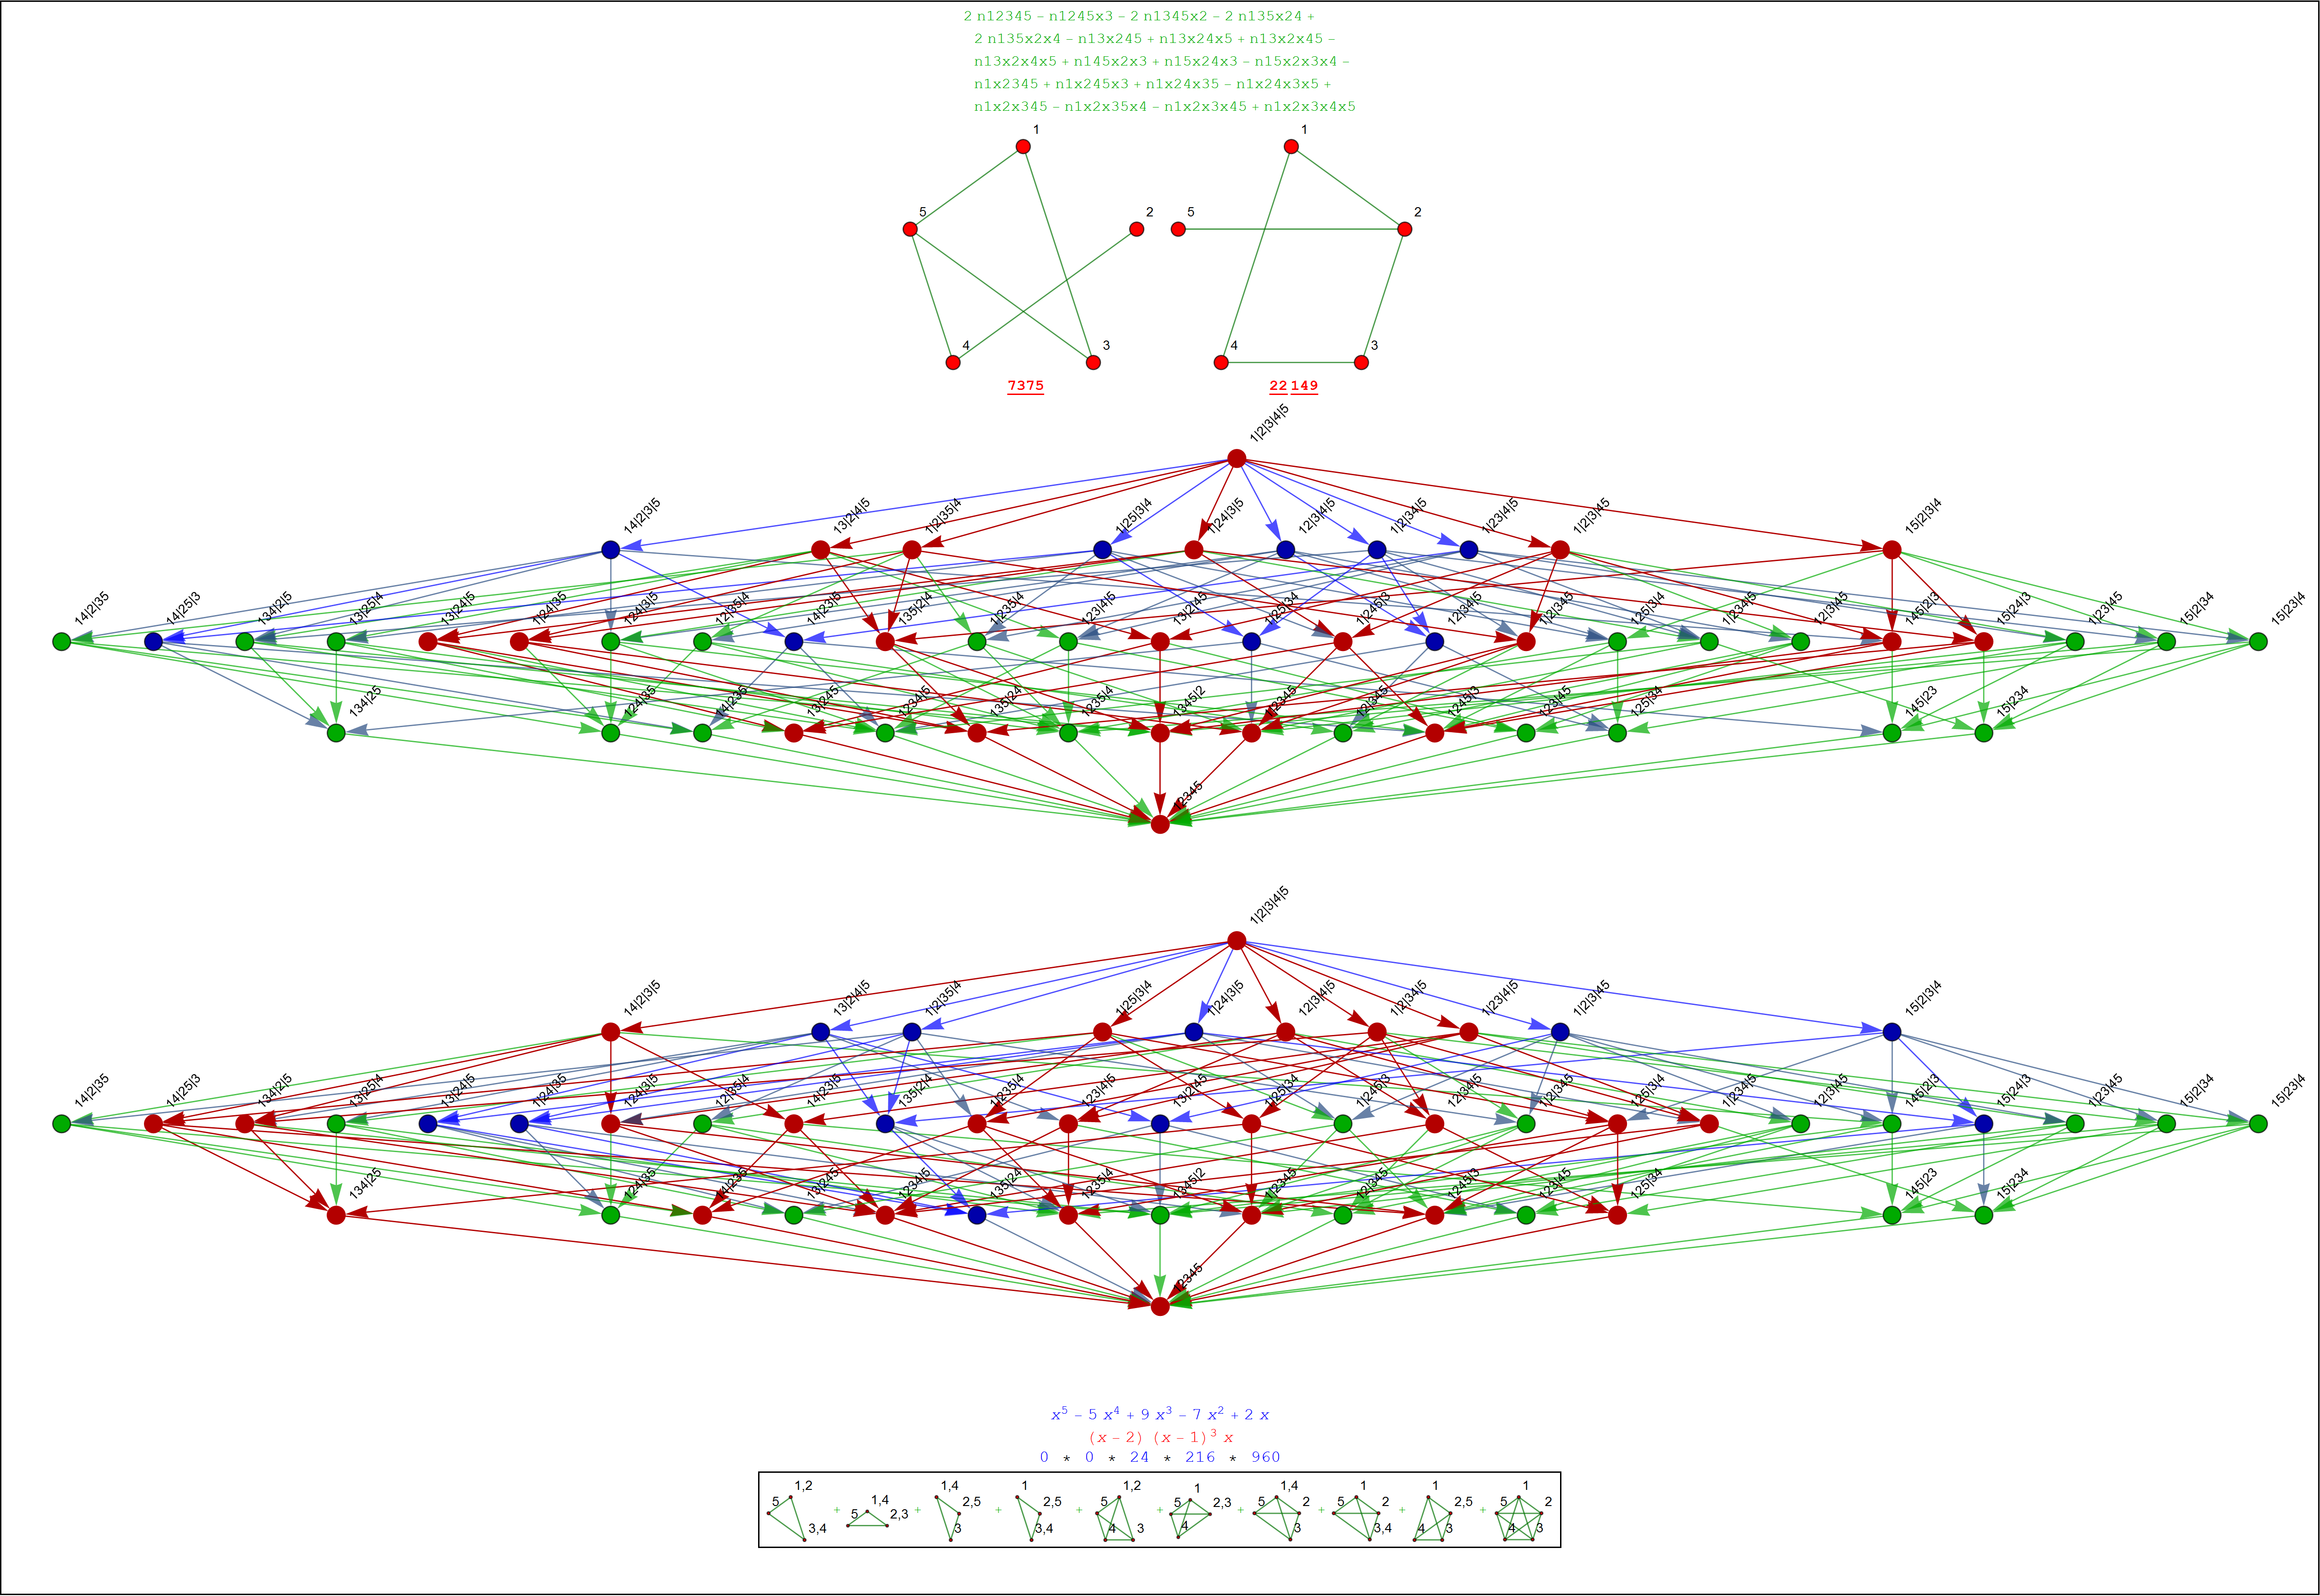 2 n12345 – n1245x3 – 2 n1345x2 – 2 n135x24 +
2 n135x2x4 – n13x245 + n13x24x5 + n13x2x45 –
n13x2x4x5 + n145x2x3 + n15x24x3 – n15x2x3x4 –
n1x2345 + n1x245x3 + n1x24x35 – n1x24x3x5 +
n1x2x345 – n1x2x35x4 – n1x2x3x45 + n1x2x3x4x5
1 1
5 2 5 2
4 3 4 3
7375 22 149
1|2|3|4|5
14|2|3|5 13|2|4|5 1|2|35|4 1|25|3|4 1|24|3|5 12|3|4|5 1|2|34|5 1|23|4|5 1|2|3|45 15|2|3|4
14|2|35 14|25|3 134|2|5 13|25|4 13|24|5 1|24|35 124|3|5 12|35|4 14|23|5 135|2|4 1|235|4 123|4|5 13|2|45 1|25|34 1|245|3 12|34|5 1|2|345 125|3|4 1|234|5 12|3|45 145|2|3 15|24|3 1|23|45 15|2|34 15|23|4
134|25 124|35 14|235 13|245 1234|5 135|24 1235|4 1345|2 1|2345 12|345 1245|3 123|45 125|34 145|23 15|234
12345
1|2|3|4|5
14|2|3|5 13|2|4|5 1|2|35|4 1|25|3|4 1|24|3|5 12|3|4|5 1|2|34|5 1|23|4|5 1|2|3|45 15|2|3|4
14|2|35 14|25|3 134|2|5 13|25|4 13|24|5 1|24|35 124|3|5 12|35|4 14|23|5 135|2|4 1|235|4 123|4|5 13|2|45 1|25|34 1|245|3 12|34|5 1|2|345 125|3|4 1|234|5 12|3|45 145|2|3 15|24|3 1|23|45 15|2|34 15|23|4
134|25 124|35 14|235 13|245 1234|5 135|24 1235|4 1345|2 1|2345 12|345 1245|3 123|45 125|34 145|23 15|234
12345
x⁵ – 5 x⁴ + 9 x³ – 7 x² + 2 x
(x – 2) (x – 1)³ x
0 * 0 * 24 * 216 * 960
1,2 5 3,4 + 1,4 5 2,3 + 1,4 2,5 3 + 1 2,5 3,4 + 1,2 5 4 3 + 1 5 2,3 4 + 1,4 5 2 3 + 1 5 2 3,4 + 1 2,5 4 3 + 1 5 2 4 3